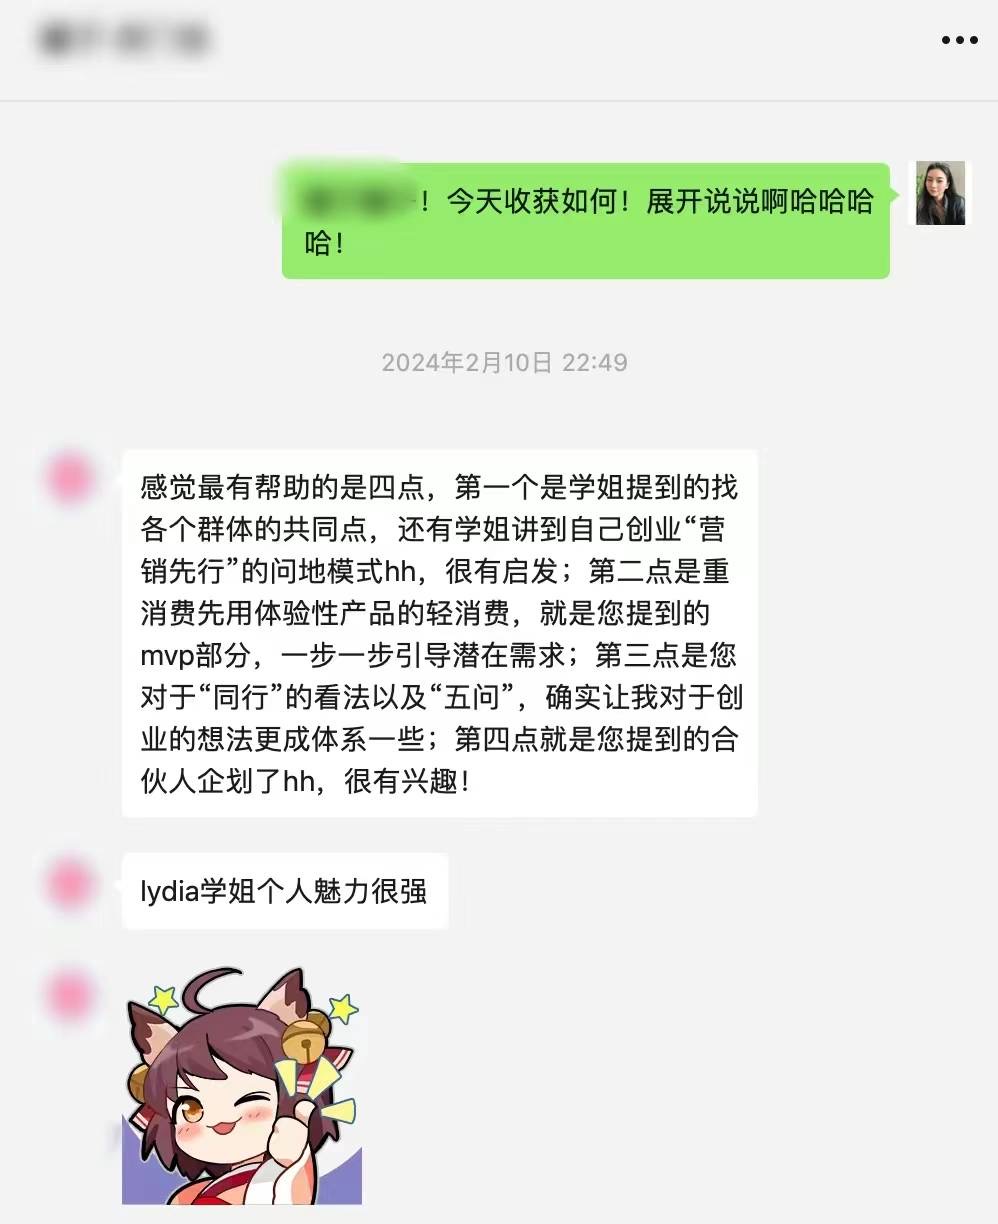 ！今天收获如何！展开说说啊哈哈哈
哈！
2024年2月10日 22:49
感觉最有帮助的是四点，第一个是学姐提到的找
各个群体的共同点，还有学姐讲到自己创业“营
销先行”的问地模式hh，很有启发；第二点是重
消费先用体验性产品的轻消费，就是您提到的
mvp部分，一步一步引导潜在需求；第三点是您
对于“同行”的看法以及“五问”，确实让我对于创
业的想法更成体系一些；第四点就是您提到的合
伙人企划了hh，很有兴趣！
lydia学姐个人魅力很强